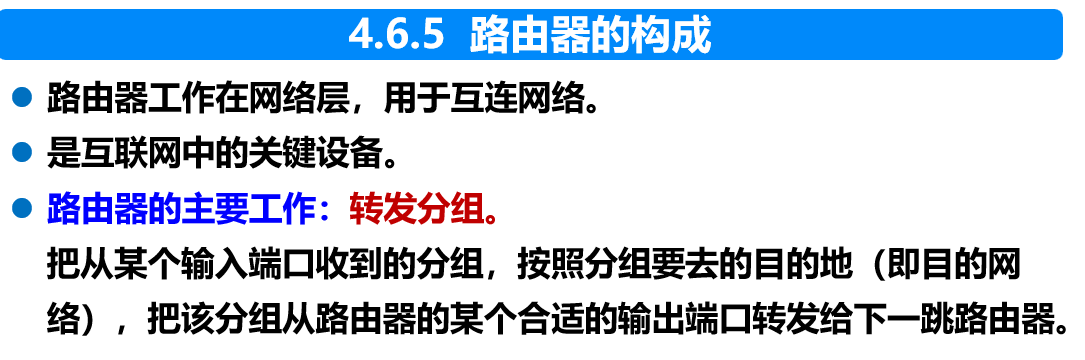 4.6.5 路由器的构成
● 路由器工作在网络层，用于互连网络。
● 是互联网中的关键设备。
● 路由器的主要工作：转发分组。
把从某个输入端口收到的分组，按照分组要去的目的地（即目的网
络），把该分组从路由器的某个合适的输出端口转发给下一跳路由器。